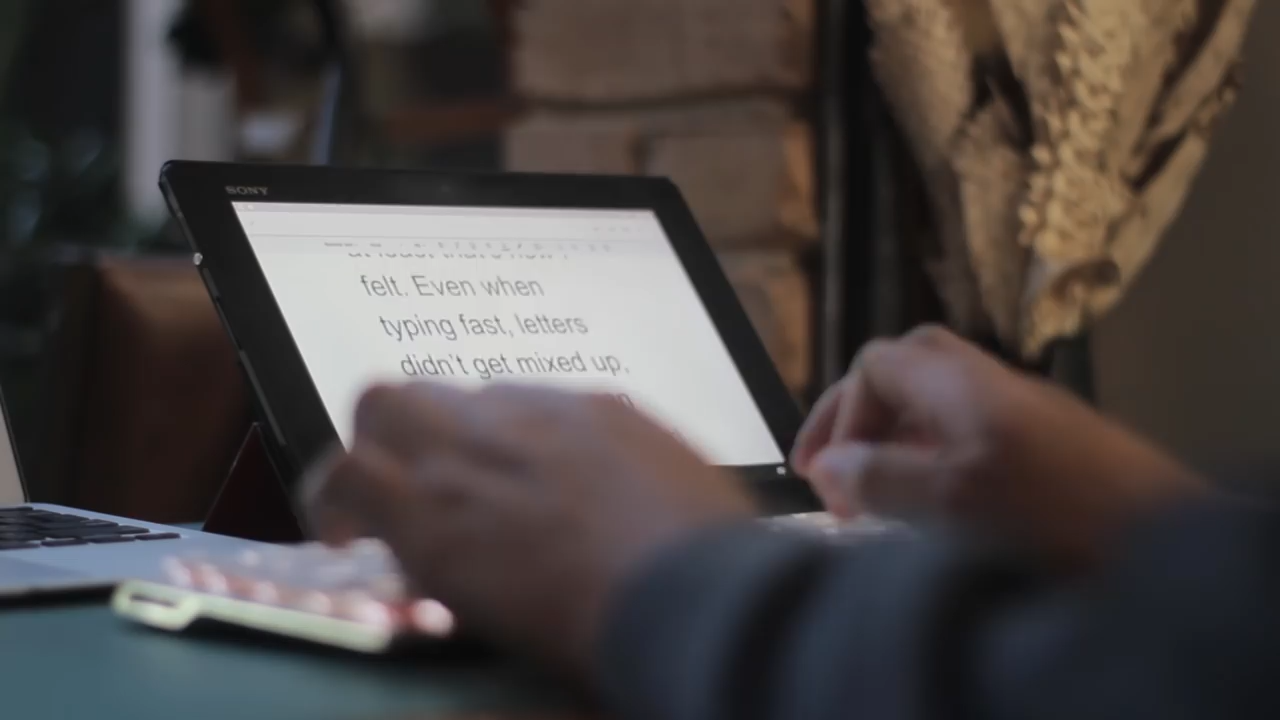 SONY
felt. Even when
typing fast, letters
didn't get mixed up,